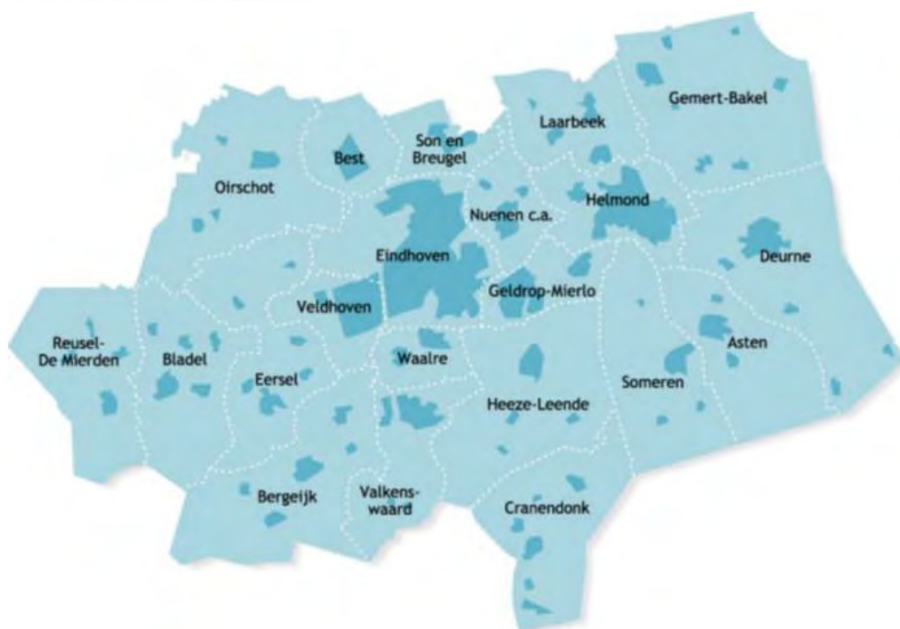 Gemert-Bakel
Laarbeek
Son en
Breugel
Best
Oirschot
Helmond
Nuenen c.a.
Eindhoven
Deurne
Geldrop-Mierlo
Veldhoven
Reusel-
De Mierden
Bladel
Waalre
Asten
Eersel
Someren
Heeze-Leende
Bergeijk
Valkens-
waard
Cranendonk